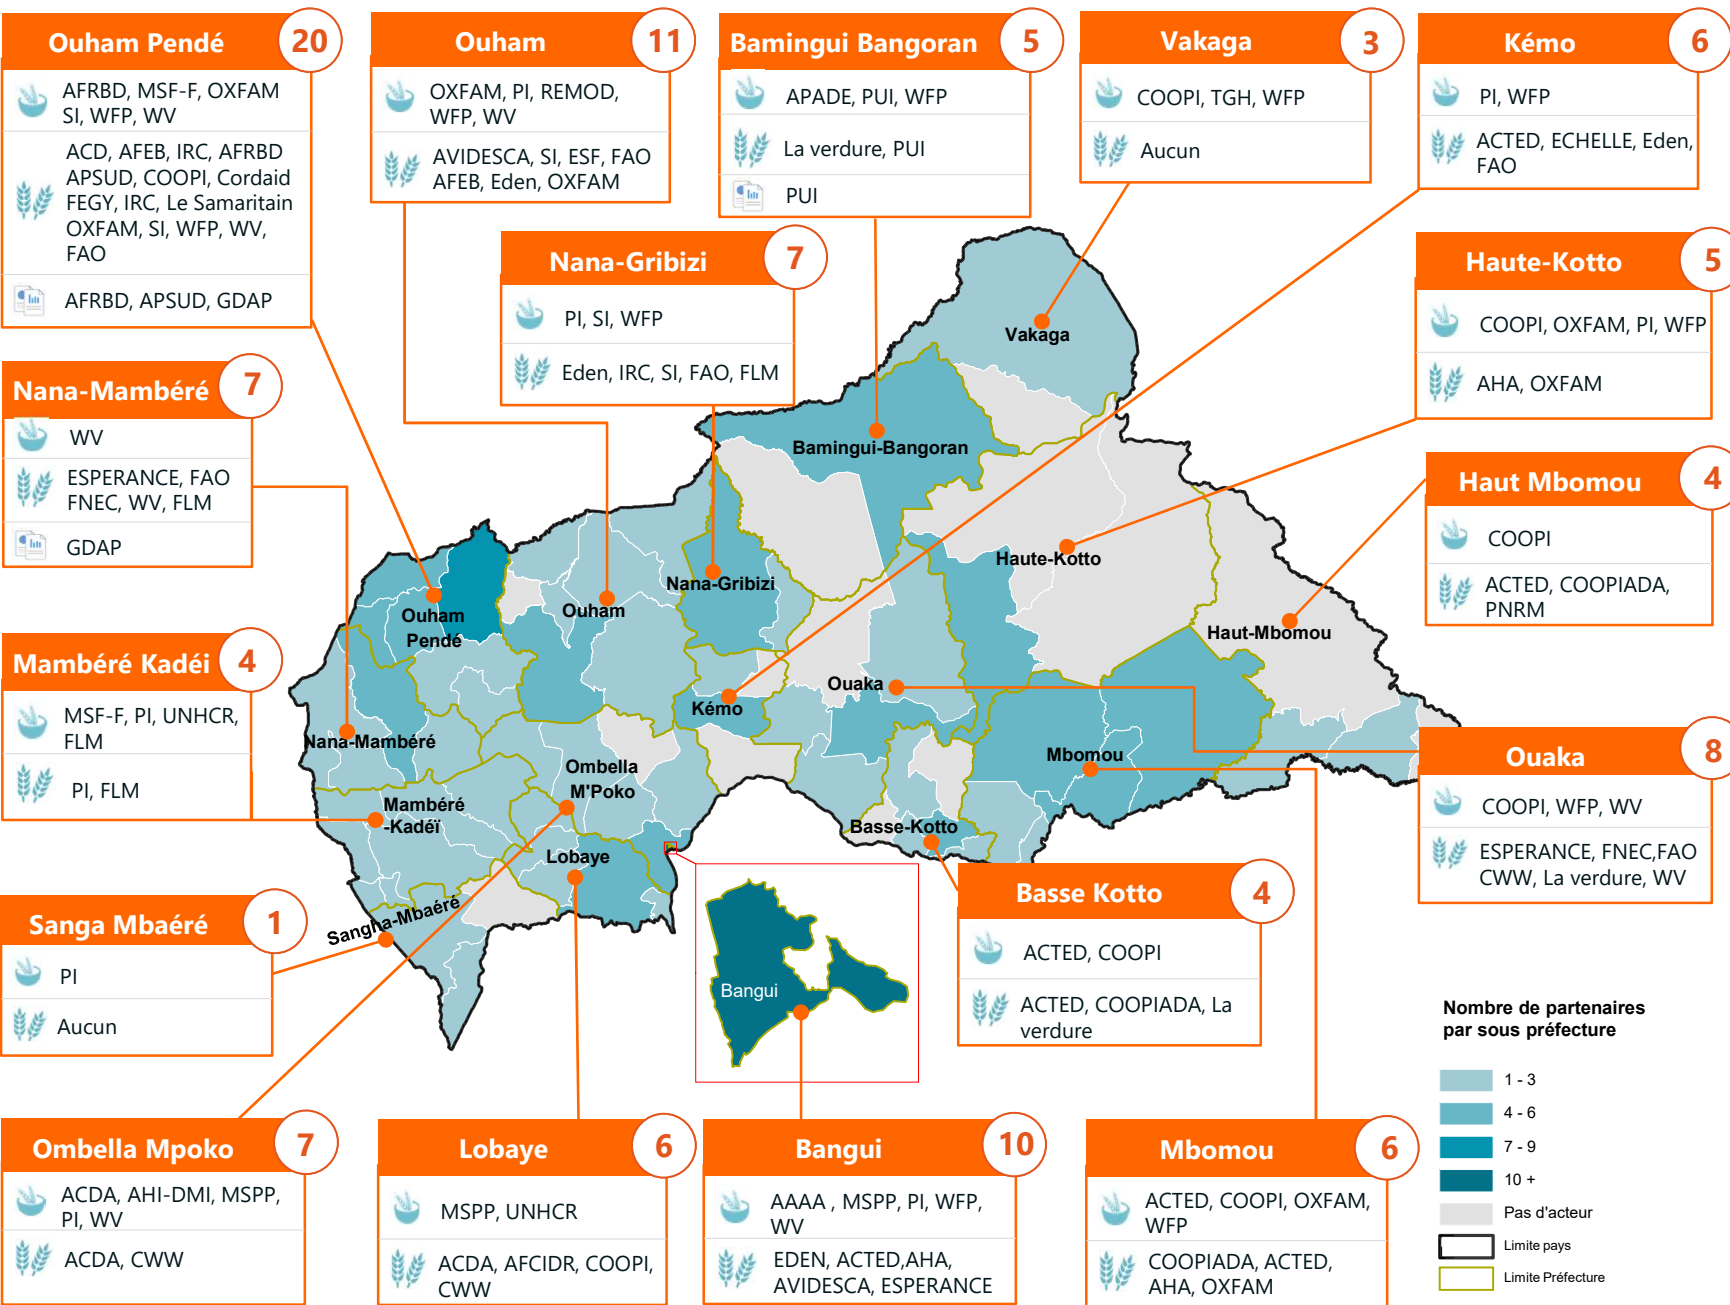 Ouham Pendé
20
AFRBD, MSF-F, OXFAM
SI, WFP, WV
ACD, AFEB, IRC, AFRBD
APSUD, COOPI, Cordaid
FEGY, IRC, Le Samaritain
OXFAM, SI, WFP, WV,
FAO
AFRBD, APSUD, GDAP
Ouham
11
OXFAM, PI, REMOD,
WFP, WV
AVIDESCA, SI, ESF, FAO
AFEB, Eden, OXFAM
Bamingui Bangoran
5
APADE, PUI, WFP
La verdure, PUI
PUI
Vakaga
3
COOPI, TGH, WFP
Aucun
Kémo
6
PI, WFP
ACTED, ECHELLE, Eden,
FAO
Nana-Gribizi
7
PI, SI, WFP
Eden, IRC, SI, FAO, FLM
Haute-Kotto
5
COOPI, OXFAM, PI, WFP
AHA, OXFAM
Nana-Mambéré
7
WV
ESPERANCE, FAO
FNEC, WV, FLM
GDAP
Haut Mbomou
4
COOPI
ACTED, COOPIADA,
PNRM
Mambéré Kadéi
4
MSF-F, PI, UNHCR,
FLM
PI, FLM
Ouaka
8
COOPI, WFP, WV
ESPERANCE, FNEC,FAO
CWW, La verdure, WV
Sanga Mbaéré
1
PI
Aucun
Basse Kotto
4
ACTED, COOPI
ACTED, COOPIADA, La
verdure
Ombella Mpoko
7
ACDA, AHI-DMI, MSPP,
PI, WV
ACDA, CWW
Lobaye
6
MSPP, UNHCR
ACDA, AFCIDR, COOPI,
CWW
Bangui
10
AAAA , MSPP, PI, WFP,
WV
EDEN, ACTED,AHA,
AVIDESCA, ESPERANCE
Mbomou
6
ACTED, COOPI, OXFAM,
WFP
COOPIADA, ACTED,
AHA, OXFAM
Vakaga
Bamingui-Bangoran
Haute-Kotto
Nana-Gribizi
Ouham
Ouham
Pendé
Haut-Mbomou
Ouaka
Kémo
Nana-Mambéré
Mbomou
Ombella
M'Poko
Mambéré
-Kadéï
Basse-Kotto
Lobaye
Sangha-Mbaéré
Bangui
Nombre de partenaires
par sous préfecture
1 - 3
4 - 6
7 - 9
10 +
Pas d'acteur
Limite pays
Limite Préfecture